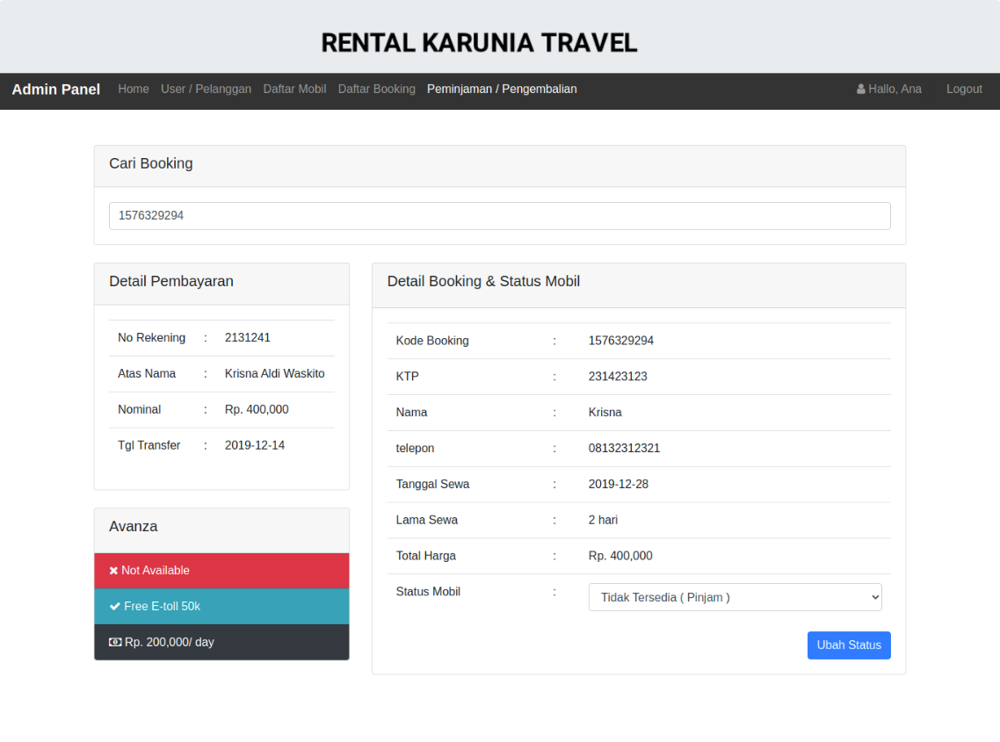 RENTAL KARUNIA TRAVEL
Admin Panel Home User / Pelanggan Daftar Mobil Daftar Booking Peminjaman / Pengembalian Hallo, Ana Logout
Cari Booking
1576329294
Detail Pembayaran
No Rekening : 2131241
Atas Nama : Krisna Aldi Waskito
Nominal : Rp. 400,000
Tgl Transfer : 2019-12-14
Avanza
Not Available
Free E-toll 50k
Rp. 200,000/ day
Detail Booking & Status Mobil
Kode Booking : 1576329294
KTP : 231423123
Nama : Krisna
telepon : 08132312321
Tanggal Sewa : 2019-12-28
Lama Sewa : 2 hari
Total Harga : Rp. 400,000
Status Mobil : Tidak Tersedia ( Pinjam )
Ubah Status